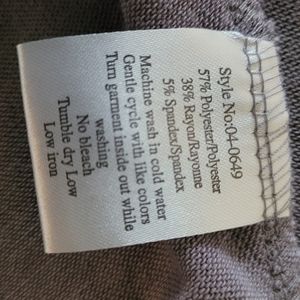 Style No:04-0649
57% Polyester/Polyester
38% Rayon/Rayonne
5% Spandex/Spandex
Machine wash in cold water
Gentle cycle with like colors
Turn garment inside out while
washing
No bleach
Tumble dry Low
Low iron